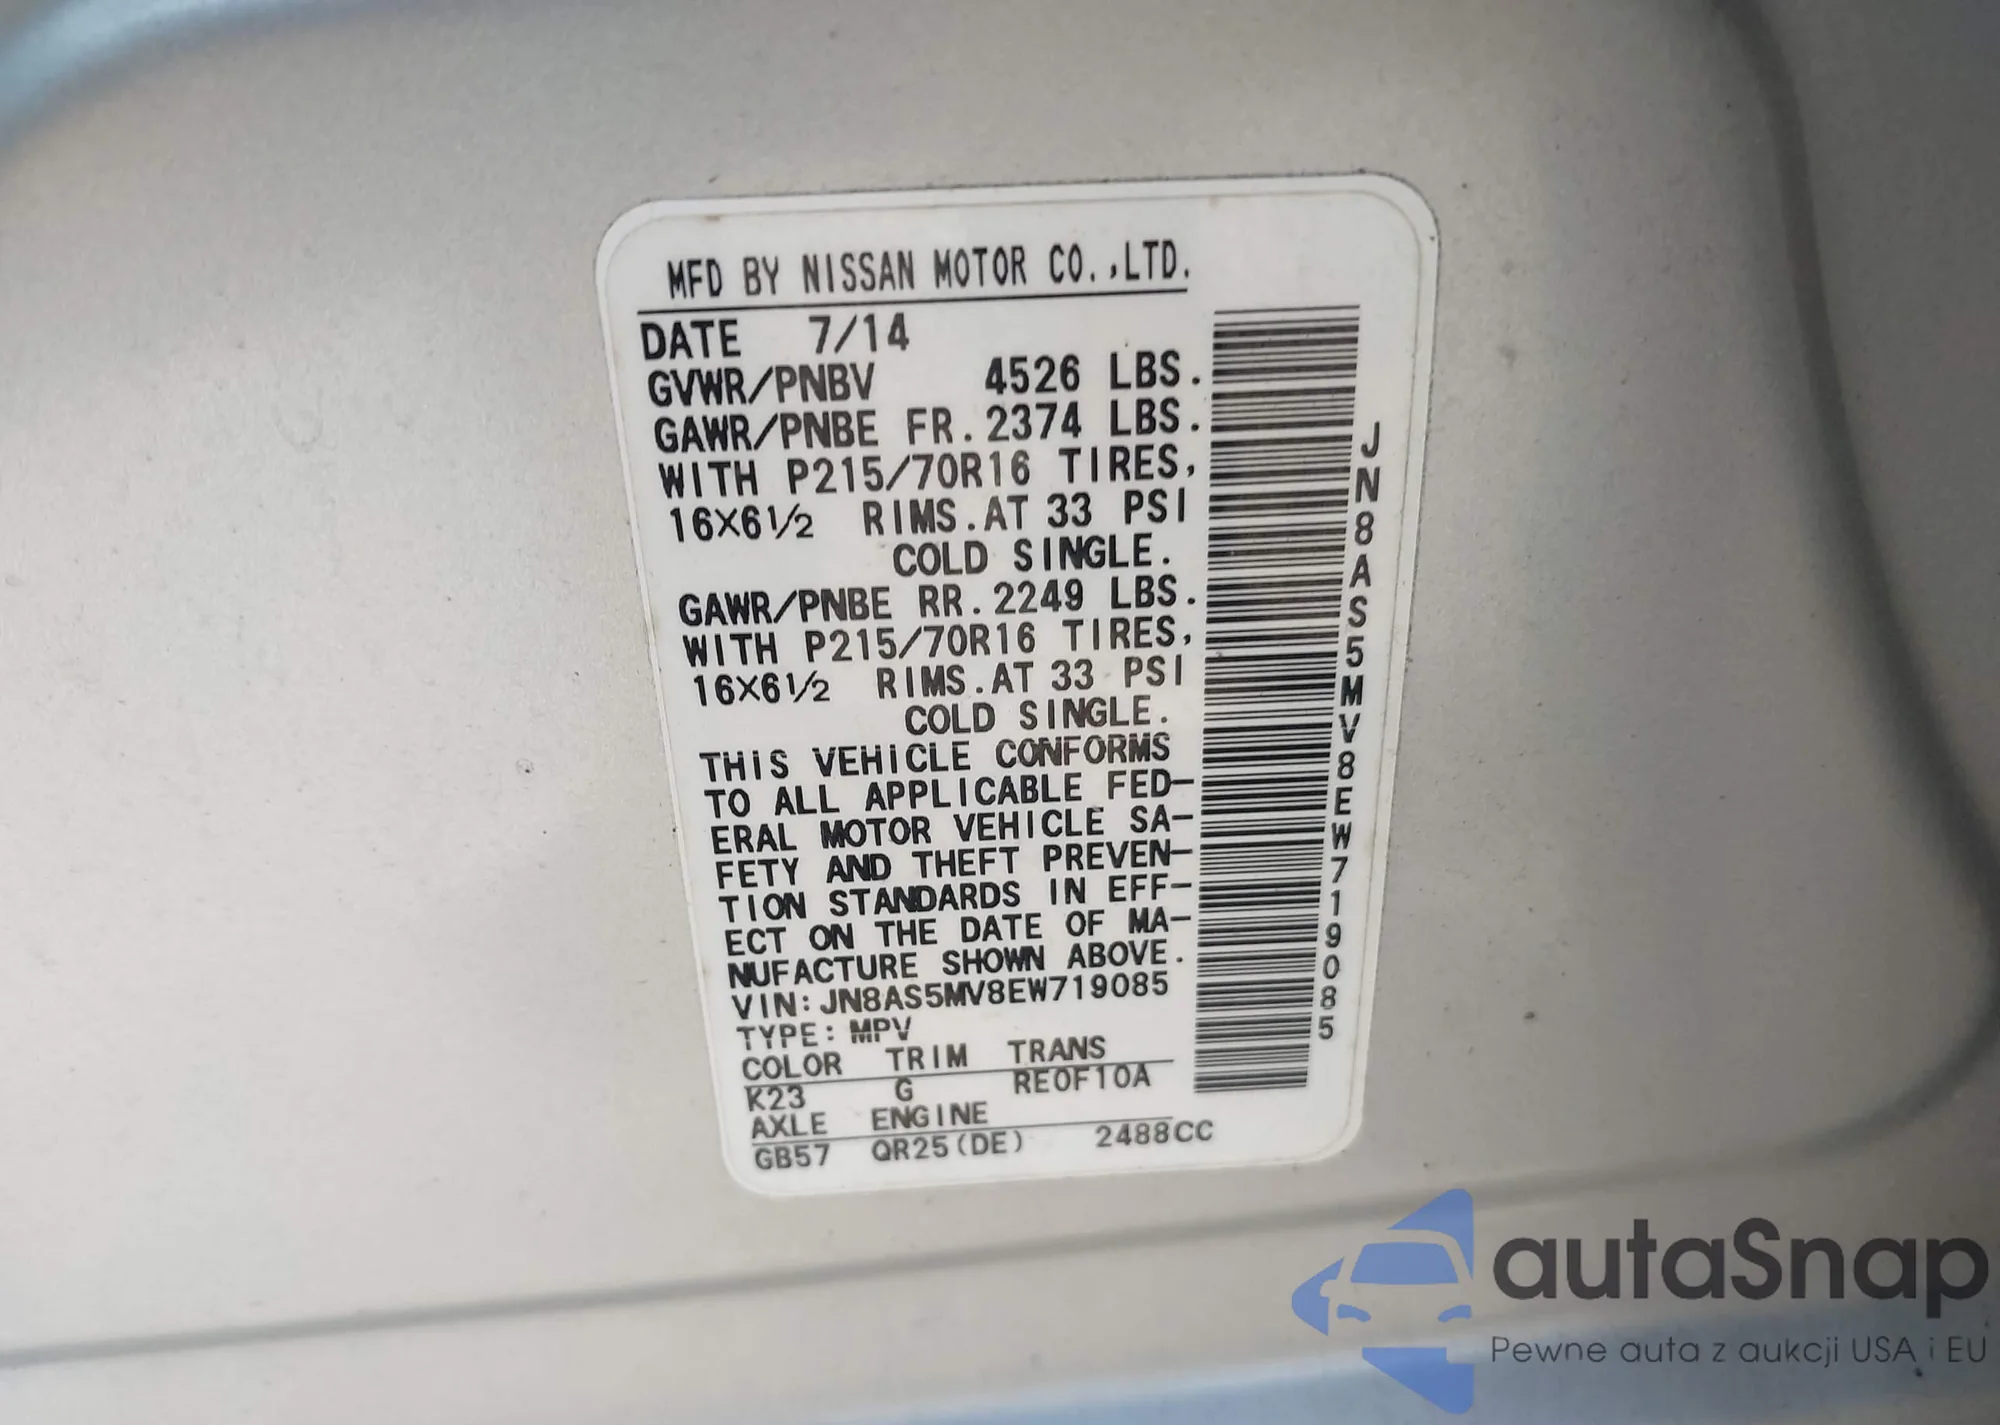 MFD BY NISSAN MOTOR CO.,LTD.
DATE 7/14
GVWR/PNBV 4526 LBS.
GAWR/PNBE FR.2374 LBS.
WITH P215/70R16 TIRES,
16X6 1/2 RIMS.AT 33 PSI
COLD SINGLE.
GAWR/PNBE RR.2249 LBS.
WITH P215/70R16 TIRES,
16X6 1/2 RIMS.AT 33 PSI
COLD SINGLE.
THIS VEHICLE CONFORMS
TO ALL APPLICABLE FED-
ERAL MOTOR VEHICLE SA-
FETY AND THEFT PREVEN-
TION STANDARDS IN EFF-
ECT ON THE DATE OF MA-
NUFACTURE SHOWN ABOVE.
VIN:JN8AS5MV8EW719085
TYPE:MPV
COLOR TRIM TRANS
K23 G RE0F10A
AXLE ENGINE
GB57 QR25(DE) 2488CC
JN8AS5MV8EW719085
autaSnap
Pewne auta z aukcji USA i EU